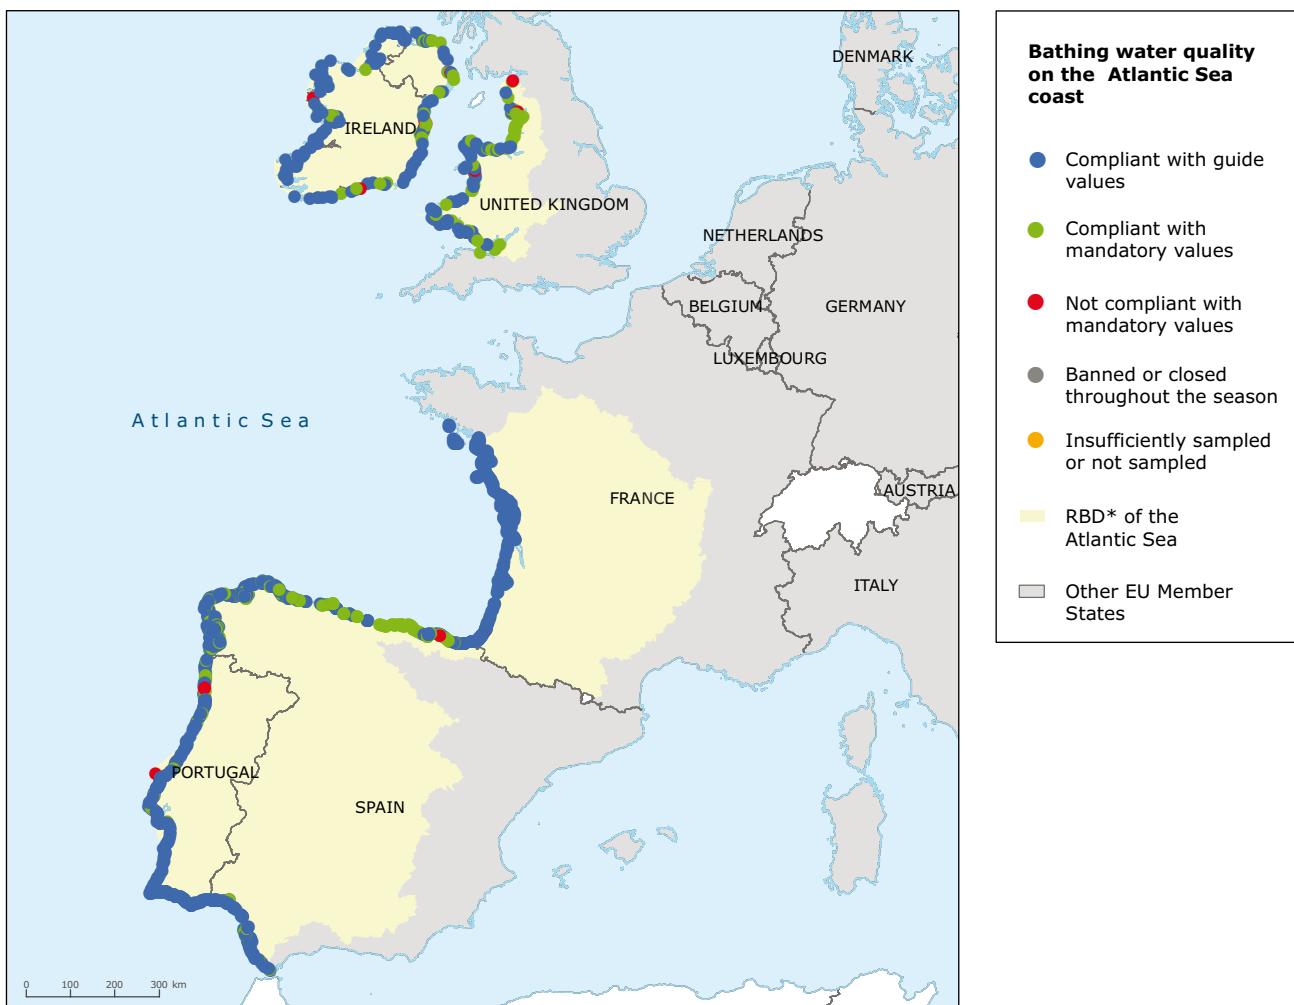 DENMARK
IRELAND
UNITED KINGDOM
NETHERLANDS
BELGIUM
GERMANY
LUXEMBOURG
Atlantic Sea
FRANCE
AUSTRIA
ITALY
PORTUGAL
SPAIN
0 100 200 300 km
Bathing water quality
on the Atlantic Sea
coast
Compliant with guide
values
Compliant with
mandatory values
Not compliant with
mandatory values
Banned or closed
throughout the season
Insufficiently sampled
or not sampled
RBD* of the
Atlantic Sea
Other EU Member
States